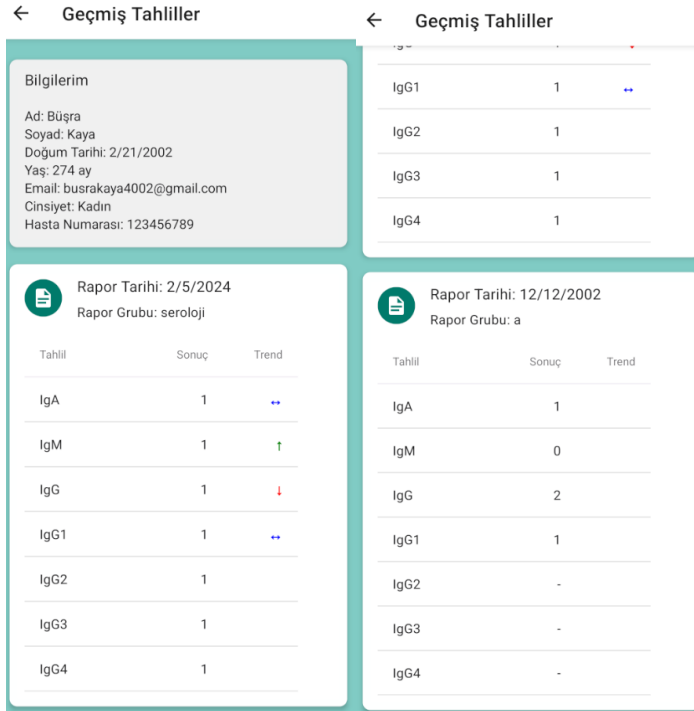 ← Geçmiş Tahliller
Bilgilerim
Ad: Büşra
Soyad: Kaya
Doğum Tarihi: 2/21/2002
Yaş: 274 ay
Email: busrakaya4002@gmail.com
Cinsiyet: Kadın
Hasta Numarası: 123456789
Rapor Tarihi: 2/5/2024
Rapor Grubu: seroloji
Tahlil Sonuç Trend
IgA 1 ↔
IgM 1 ↑
IgG 1 ↓
IgG1 1 ↔
IgG2 1
IgG3 1
IgG4 1
← Geçmiş Tahliller
IgG1 1 ↔
IgG2 1
IgG3 1
IgG4 1
Rapor Tarihi: 12/12/2002
Rapor Grubu: a
Tahlil Sonuç Trend
IgA 1
IgM 0
IgG 2
IgG1 1
IgG2 -
IgG3 -
IgG4 -